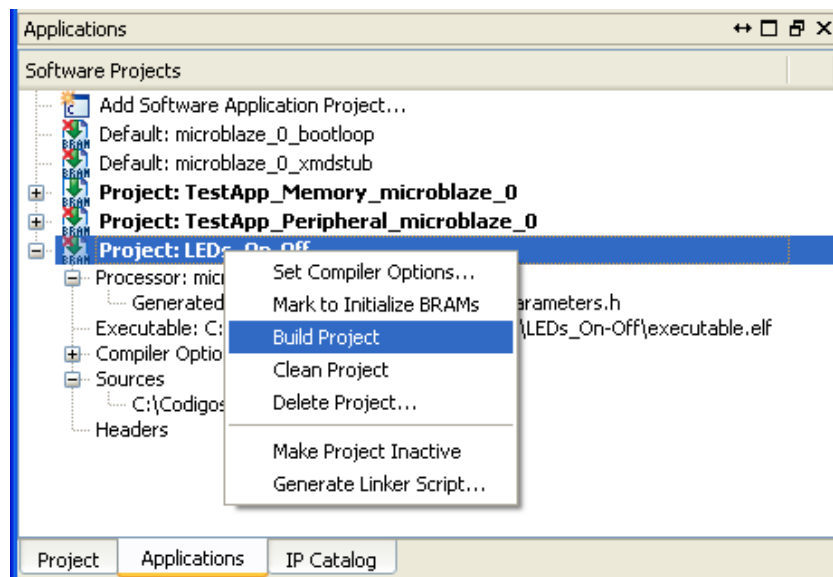 Applications
Software Projects
Add Software Application Project...
Default: microblaze_0_bootloop
Default: microblaze_0_xmdstub
Project: TestApp_Memory_microblaze_0
Project: TestApp_Peripheral_microblaze_0
Project: LEDs_On-Off
Processor: micr
Set Compiler Options...
Generated
Mark to Initialize BRAMs
arameters.h
Executable: C:
Build Project
\LEDs_On-Off\executable.elf
Compiler Optio
Clean Project
Sources
C:\Codigos
Delete Project...
Headers
Make Project Inactive
Generate Linker Script...
Project
Applications
IP Catalog